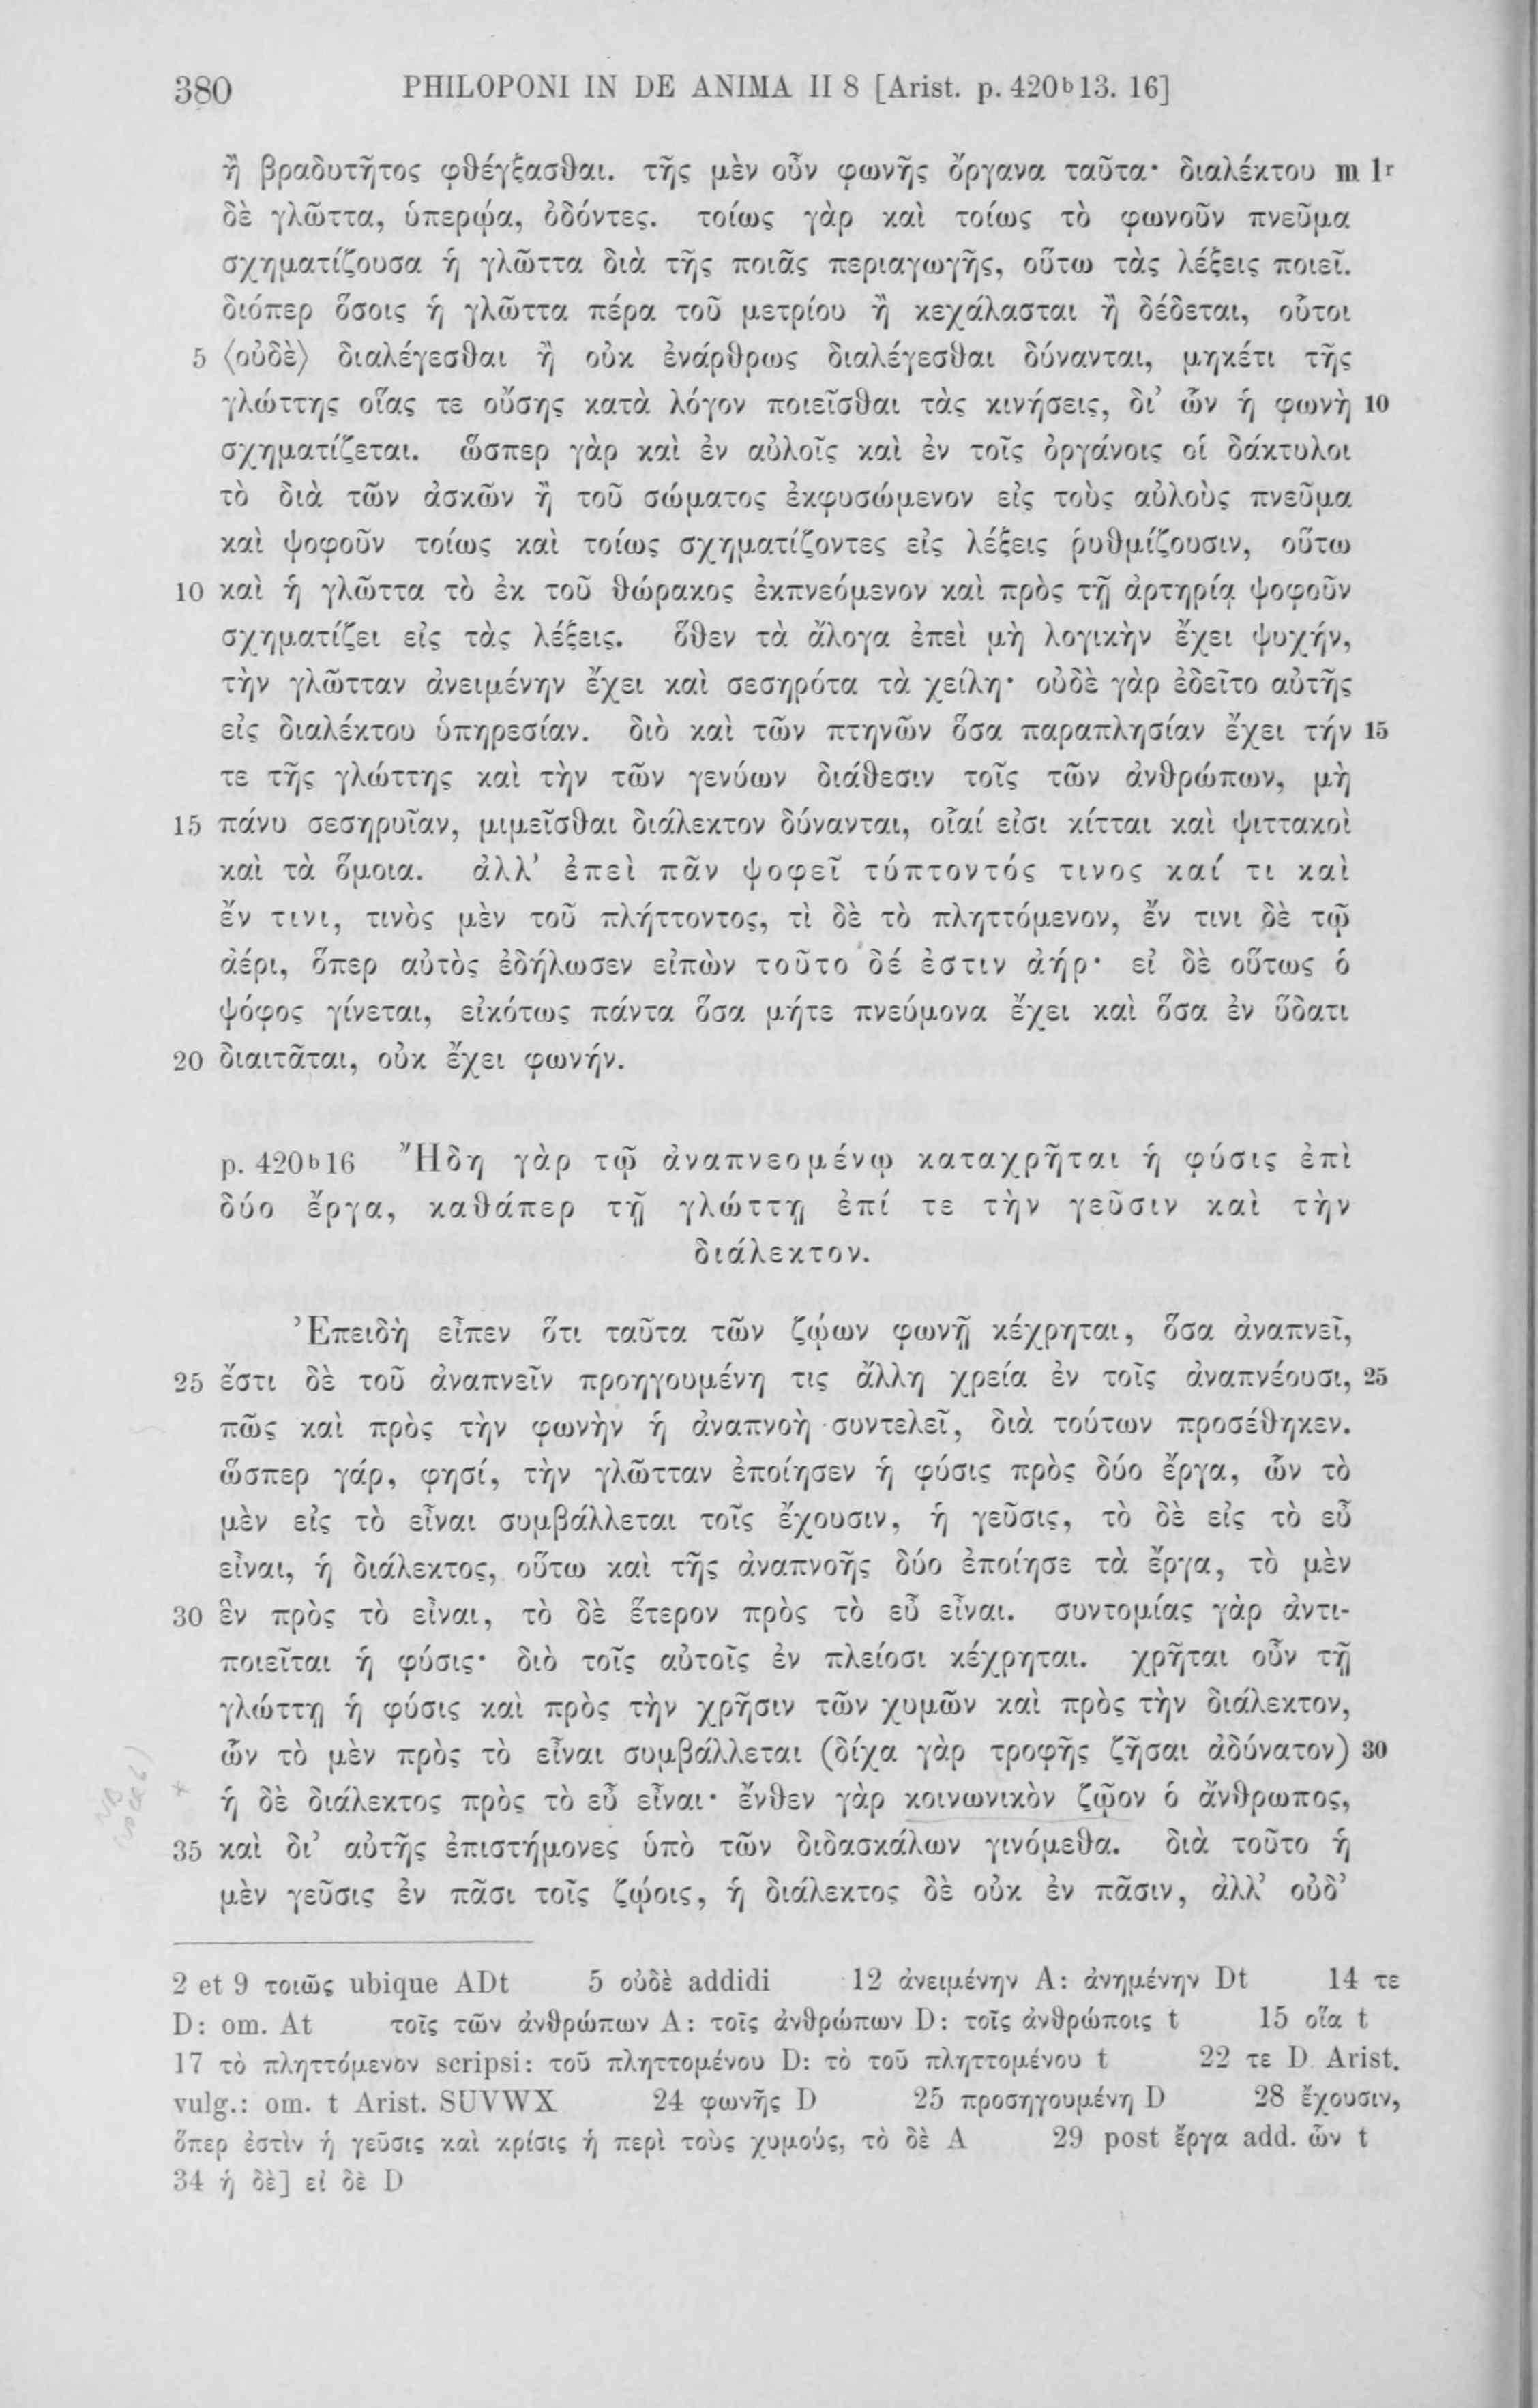 380 PHILOPONI IN DE ANIMA II 8 [Arist. p. 420b13. 16]
ἢ βραδυτῆτος φθέγξασθαι. τῆς μὲν οὖν φωνῆς ὄργανα ταῦτα· διαλέκτου m 1r
δὲ γλῶττα, ὑπερῴα, ὀδόντες. τοίως γὰρ καὶ τοίως τὸ φωνοῦν πνεῦμα
σχηματίζουσα ἡ γλῶττα διὰ τῆς ποιᾶς περιαγωγῆς, οὕτω τὰς λέξεις ποιεῖ.
διόπερ ὅσοις ἡ γλῶττα πέρα τοῦ μετρίου ἢ κεχάλασται ἢ δέδεται, οὗτοι
5 ⟨οὐδὲ⟩ διαλέγεσθαι ἢ οὐκ ἐνάρθρως διαλέγεσθαι δύνανται, μηκέτι τῆς
γλώττης οἵας τε οὔσης κατὰ λόγον ποιεῖσθαι τὰς κινήσεις, δι’ ὧν ἡ φωνὴ 10
σχηματίζεται. ὥσπερ γὰρ καὶ ἐν αὐλοῖς καὶ ἐν τοῖς ὀργάνοις οἱ δάκτυλοι
τὸ διὰ τῶν ἀσκῶν ἢ τοῦ σώματος ἐκφυσώμενον εἰς τοὺς αὐλοὺς πνεῦμα
καὶ ψοφοῦν τοίως καὶ τοίως σχηματίζοντες εἰς λέξεις ῥυθμίζουσιν, οὕτω
10 καὶ ἡ γλῶττα τὸ ἐκ τοῦ θώρακος ἐκπνεόμενον καὶ πρὸς τῇ ἀρτηρίᾳ ψοφοῦν
σχηματίζει εἰς τὰς λέξεις. ὅθεν τὰ ἄλογα ἐπεὶ μὴ λογικὴν ἔχει ψυχήν,
τὴν γλῶτταν ἀνειμένην ἔχει καὶ σεσηρότα τὰ χείλη· οὐδὲ γὰρ ἐδεῖτο αὐτῆς
εἰς διαλέκτου ὑπηρεσίαν. διὸ καὶ τῶν πτηνῶν ὅσα παραπλησίαν ἔχει τήν 15
τε τῆς γλώττης καὶ τὴν τῶν γενύων διάθεσιν τοῖς τῶν ἀνθρώπων, μὴ
15 πάνυ σεσηρυῖαν, μιμεῖσθαι διάλεκτον δύνανται, οἷαί εἰσι κίτται καὶ ψιττακοὶ
καὶ τὰ ὅμοια. ἀλλ’ ἐπεὶ πᾶν ψοφεῖ τύπτοντός τινος καί τι καὶ
ἔν τινι, τινὸς μὲν τοῦ πλήττοντος, τὶ δὲ τὸ πληττόμενον, ἔν τινι δὲ τῷ
ἀέρι, ὅπερ αὐτὸς ἐδήλωσεν εἰπὼν τοῦτο δέ ἐστιν ἀήρ· εἰ δὲ οὕτως ὁ
ψόφος γίνεται, εἰκότως πάντα ὅσα μήτε πνεύμονα ἔχει καὶ ὅσα ἐν ὕδατι
20 διαιτᾶται, οὐκ ἔχει φωνήν.
p. 420b16 Ἤδη γὰρ τῷ ἀναπνεομένῳ καταχρῆται ἡ φύσις ἐπὶ
δύο ἔργα, καθάπερ τῇ γλώττῃ ἐπί τε τὴν γεῦσιν καὶ τὴν
διάλεκτον.
Ἐπειδὴ εἶπεν ὅτι ταῦτα τῶν ζῴων φωνῇ κέχρηται, ὅσα ἀναπνεῖ,
25 ἔστι δὲ τοῦ ἀναπνεῖν προηγουμένη τις ἄλλη χρεία ἐν τοῖς ἀναπνέουσι, 25
πῶς καὶ πρὸς τὴν φωνὴν ἡ ἀναπνοὴ συντελεῖ, διὰ τούτων προσέθηκεν.
ὥσπερ γάρ, φησί, τὴν γλῶτταν ἐποίησεν ἡ φύσις πρὸς δύο ἔργα, ὧν τὸ
μὲν εἰς τὸ εἶναι συμβάλλεται τοῖς ἔχουσιν, ἡ γεῦσις, τὸ δὲ εἰς τὸ εὖ
εἶναι, ἡ διάλεκτος, οὕτω καὶ τῆς ἀναπνοῆς δύο ἐποίησε τὰ ἔργα, τὸ μὲν
30 ἓν πρὸς τὸ εἶναι, τὸ δὲ ἕτερον πρὸς τὸ εὖ εἶναι. συντομίας γὰρ ἀντι-
ποιεῖται ἡ φύσις· διὸ τοῖς αὐτοῖς ἐν πλείοσι κέχρηται. χρῆται οὖν τῇ
γλώττῃ ἡ φύσις καὶ πρὸς τὴν χρῆσιν τῶν χυμῶν καὶ πρὸς τὴν διάλεκτον,
ὧν τὸ μὲν πρὸς τὸ εἶναι συμβάλλεται (δίχα γὰρ τροφῆς ζῆσαι ἀδύνατον) 30
ἡ δὲ διάλεκτος πρὸς τὸ εὖ εἶναι· ἔνθεν γὰρ κοινωνικὸν ζῷον ὁ ἄνθρωπος,
35 καὶ δι’ αὐτῆς ἐπιστήμονες ὑπὸ τῶν διδασκάλων γινόμεθα. διὰ τοῦτο ἡ
μὲν γεῦσις ἐν πᾶσι τοῖς ζῴοις, ἡ διάλεκτος δὲ οὐκ ἐν πᾶσιν, ἀλλ’ οὐδ’
2 et 9 τοιῶς ubique ADt 5 οὐδὲ addidi 12 ἀνειμένην A: ἀνημένην Dt 14 τε
D: om. At τοῖς τῶν ἀνθρώπων A: τοῖς ἀνθρώπων D: τοῖς ἀνθρώποις t 15 οἵα t
17 τὸ πληττόμενον scripsi: τοῦ πληττομένου D: τὸ τοῦ πληττομένου t 22 τε D Arist.
vulg.: om. t Arist. SUVWX 24 φωνῆς D 25 προσηγουμένη D 28 ἔχουσιν,
ὅπερ ἐστὶν ἡ γεῦσις καὶ κρίσις ἡ περὶ τοὺς χυμούς, τὸ δὲ A 29 post ἔργα add. ὧν t
34 ἡ δὲ] εἰ δὲ D